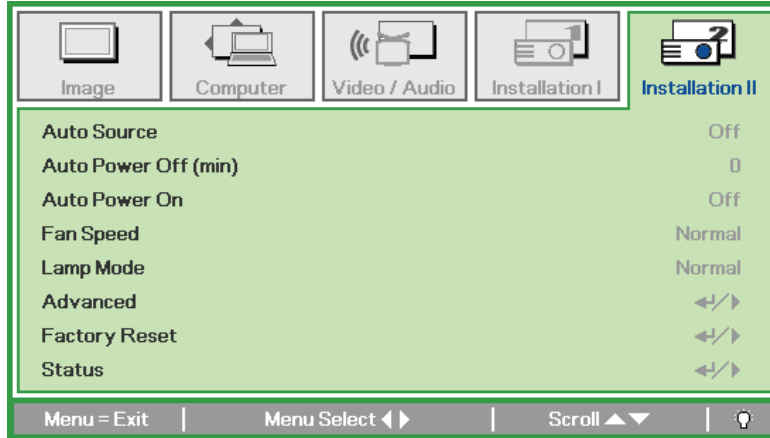 Image Computer Video / Audio Installation I Installation II
Auto Source Off
Auto Power Off (min) 0
Auto Power On Off
Fan Speed Normal
Lamp Mode Normal
Advanced
Factory Reset
Status
Menu = Exit Menu Select Scroll